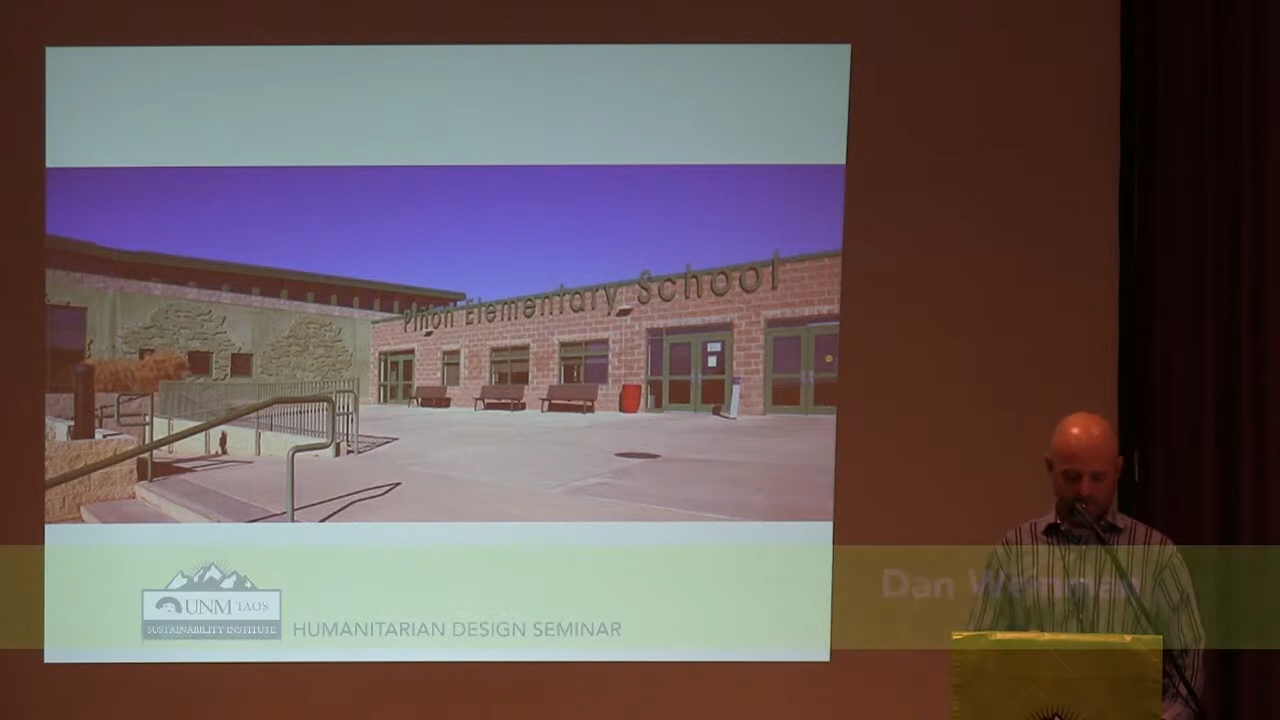 Piñon Elementary School
UNM TAOS
SUSTAINABILITY INSTITUTE
HUMANITARIAN DESIGN SEMINAR
Dan